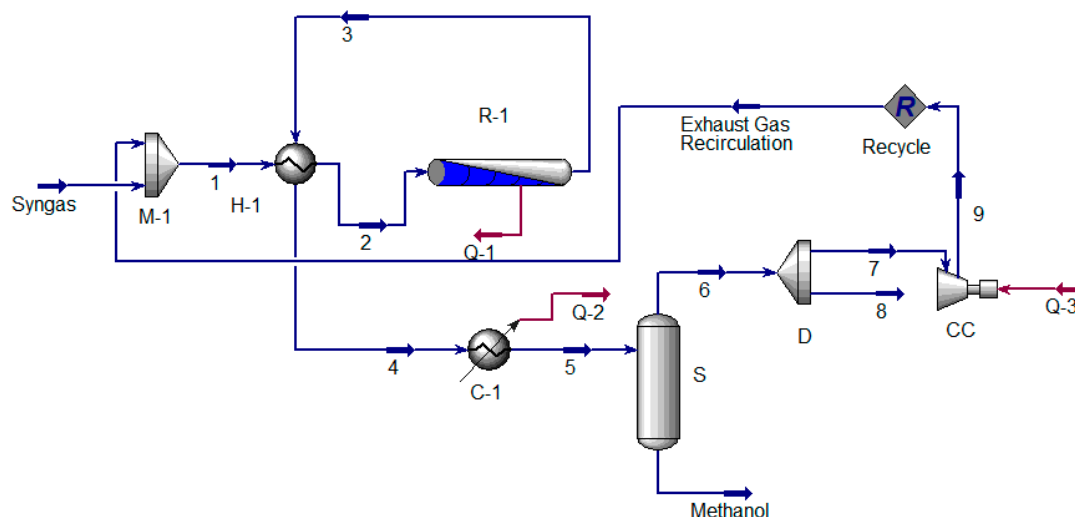 3
R-1
Exhaust Gas
Recirculation
R
Recycle
Syngas
M-1
1
H-1
2
Q-1
9
6
7
8
D
CC
Q-3
4
C-1
Q-2
5
S
Methanol